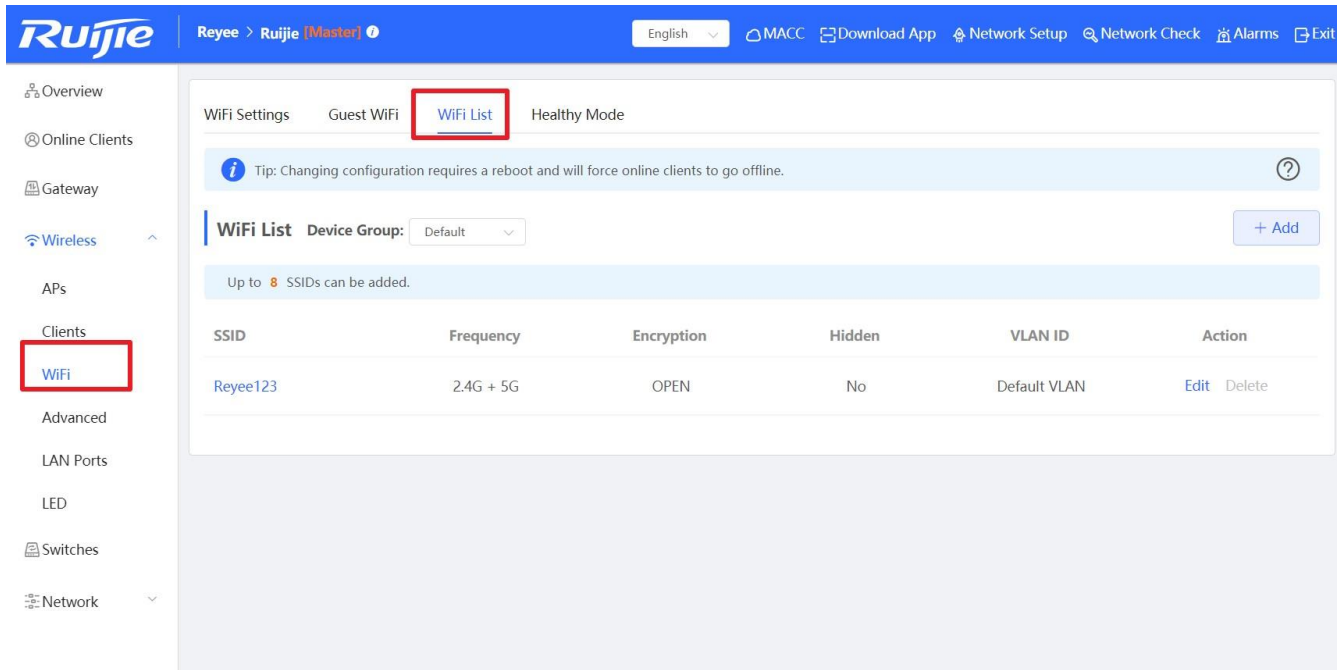 Ruijie
Reyee > Ruijie [Master]
English
MACC
Download App
Network Setup
Network Check
Alarms
Exit
Overview
Online Clients
Gateway
Wireless
APs
Clients
WiFi
Advanced
LAN Ports
LED
Switches
Network
WiFi Settings
Guest WiFi
WiFi List
Healthy Mode
Tip: Changing configuration requires a reboot and will force online clients to go offline.
WiFi List Device Group: Default
+ Add
Up to 8 SSIDs can be added.
SSID Frequency Encryption Hidden VLAN ID Action
Reyee123 2.4G + 5G OPEN No Default VLAN Edit Delete